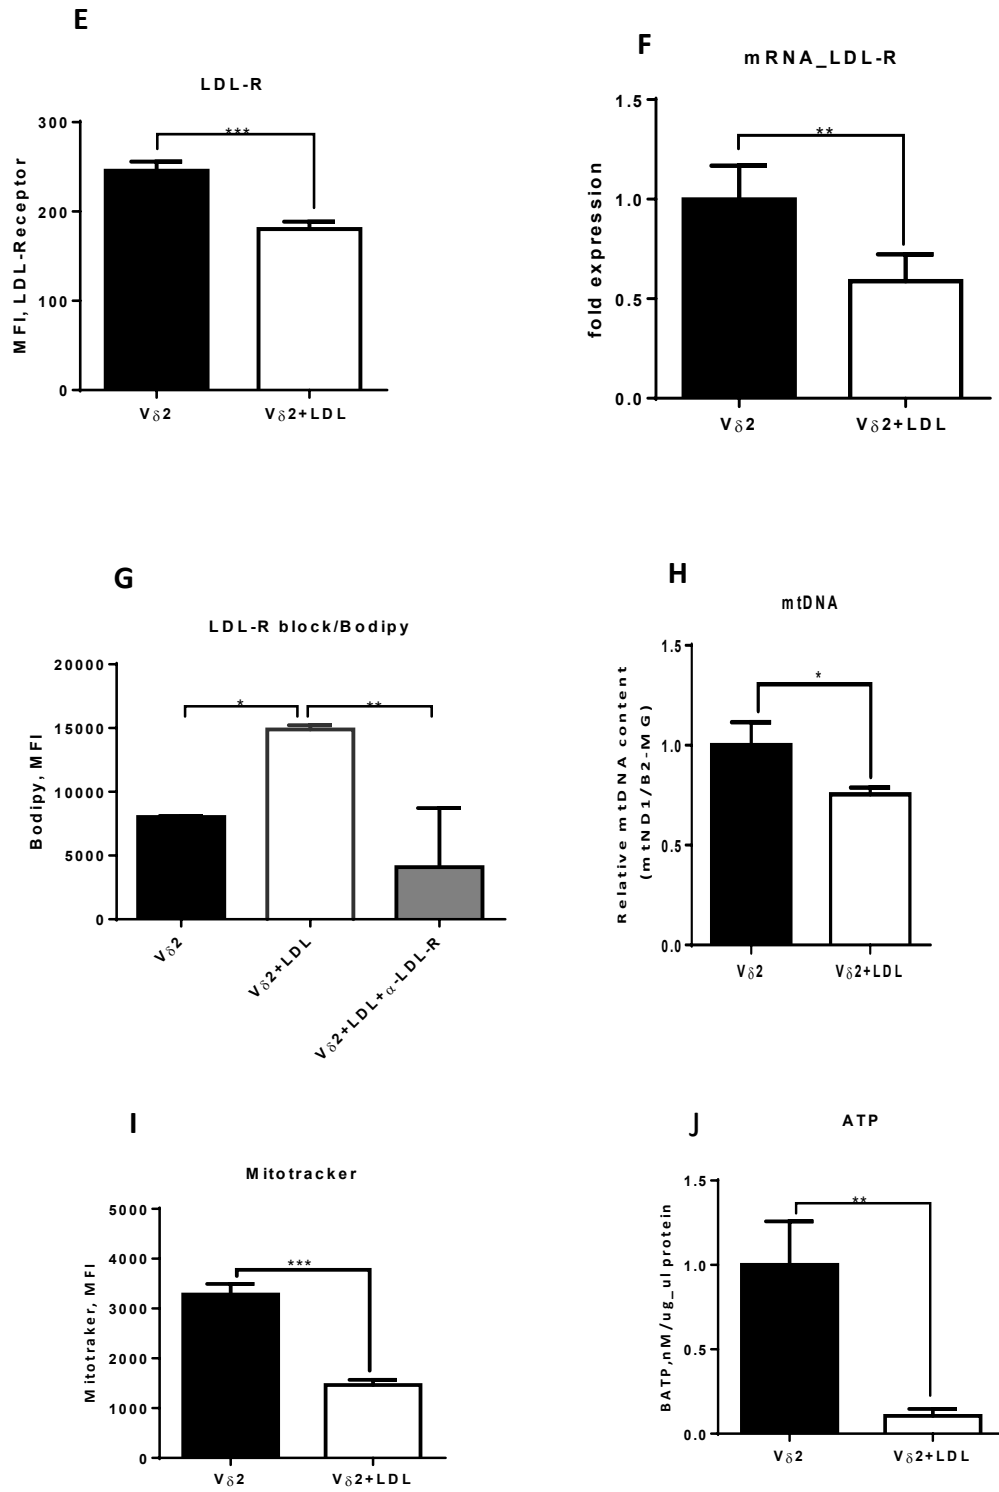 E
LDL-R
MFI, LDL-Receptor
300
200
100
0
***
Vδ2
Vδ2+LDL
F
mRNA_LDL-R
fold expression
1.5
1.0
0.5
0.0
**
Vδ2
Vδ2+LDL
G
LDL-R block/Bodipy
Bodipy, MFI
20000
15000
10000
5000
0
*
**
Vδ2
Vδ2+LDL
Vδ2+LDL+α-LDL-R
H
mtDNA
Relative mtDNA content
(mtND1/B2-MG)
1.5
1.0
0.5
0.0
*
Vδ2
Vδ2+LDL
I
Mitotracker
Mitotraker, MFI
5000
4000
3000
2000
1000
0
***
Vδ2
Vδ2+LDL
J
ATP
BATP,nM/ug_ul protein
1.5
1.0
0.5
0.0
**
Vδ2
Vδ2+LDL